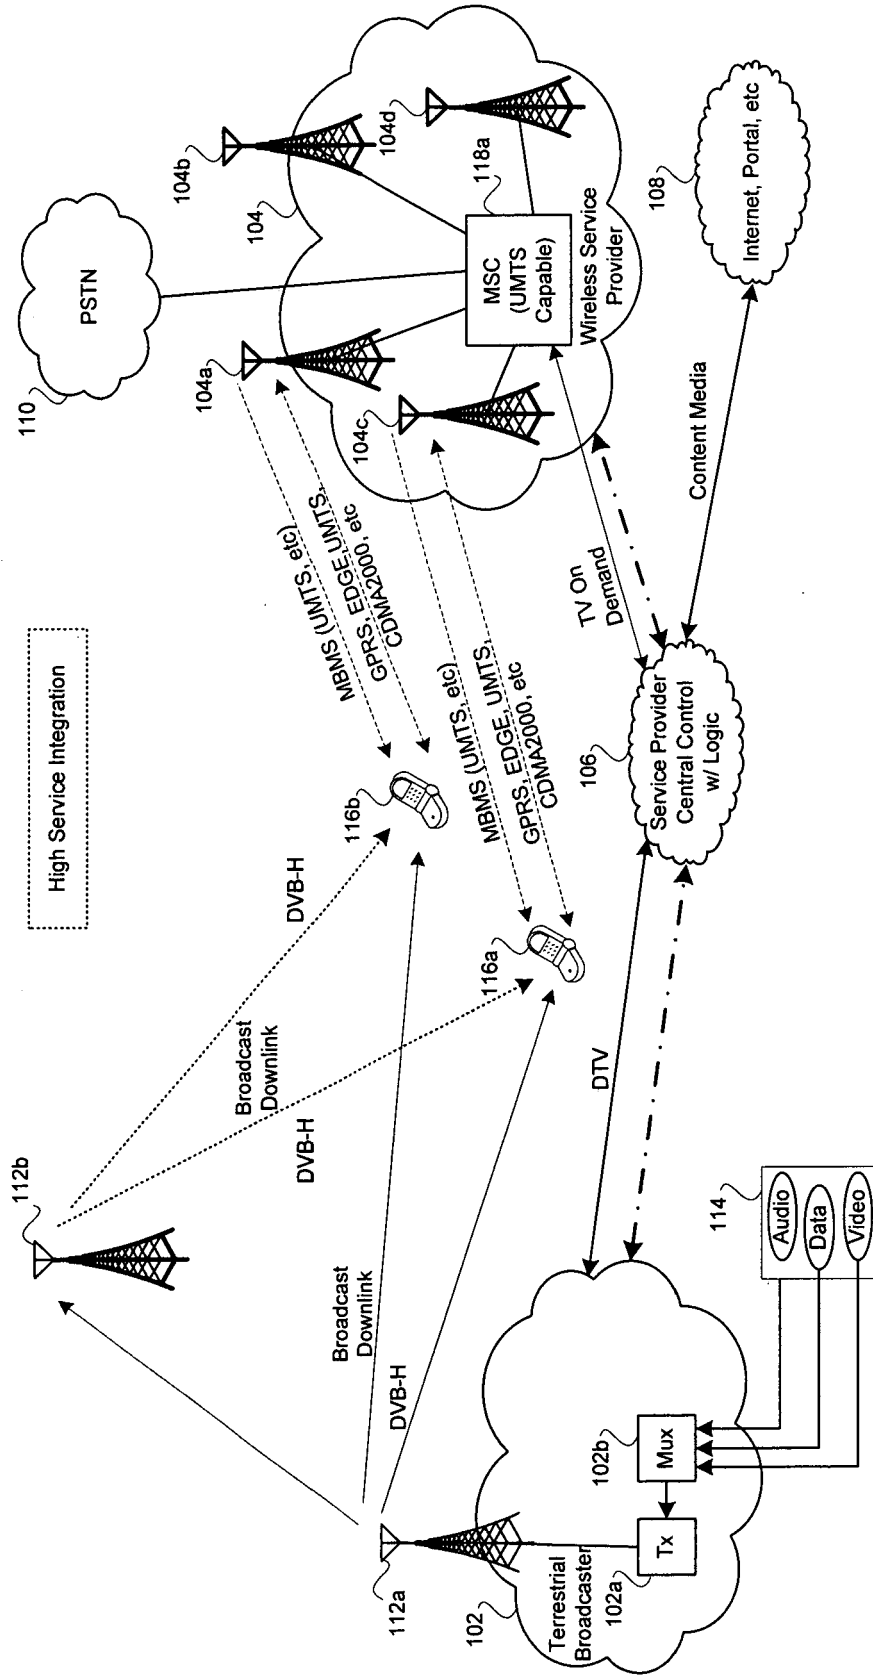 High Service Integration
112b
Broadcast
Downlink
DVB-H
DVB-H
Broadcast
Downlink
DVB-H
112a
102
Terrestrial
Broadcaster
102a
Tx
102b
Mux
114
Audio
Data
Video
DTV
116b
116a
MBMS (UMTS, etc)
GPRS, EDGE, UMTS,
CDMA2000, etc
MBMS (UMTS, etc)
GPRS, EDGE, UMTS,
CDMA2000, etc
106
Service Provider
Central Control
w/ Logic
TV On
Demand
Content Media
110
PSTN
104a
104b
104
104c
104d
118a
MSC
(UMTS
Capable)
Wireless Service
Provider
108
Internet, Portal, etc